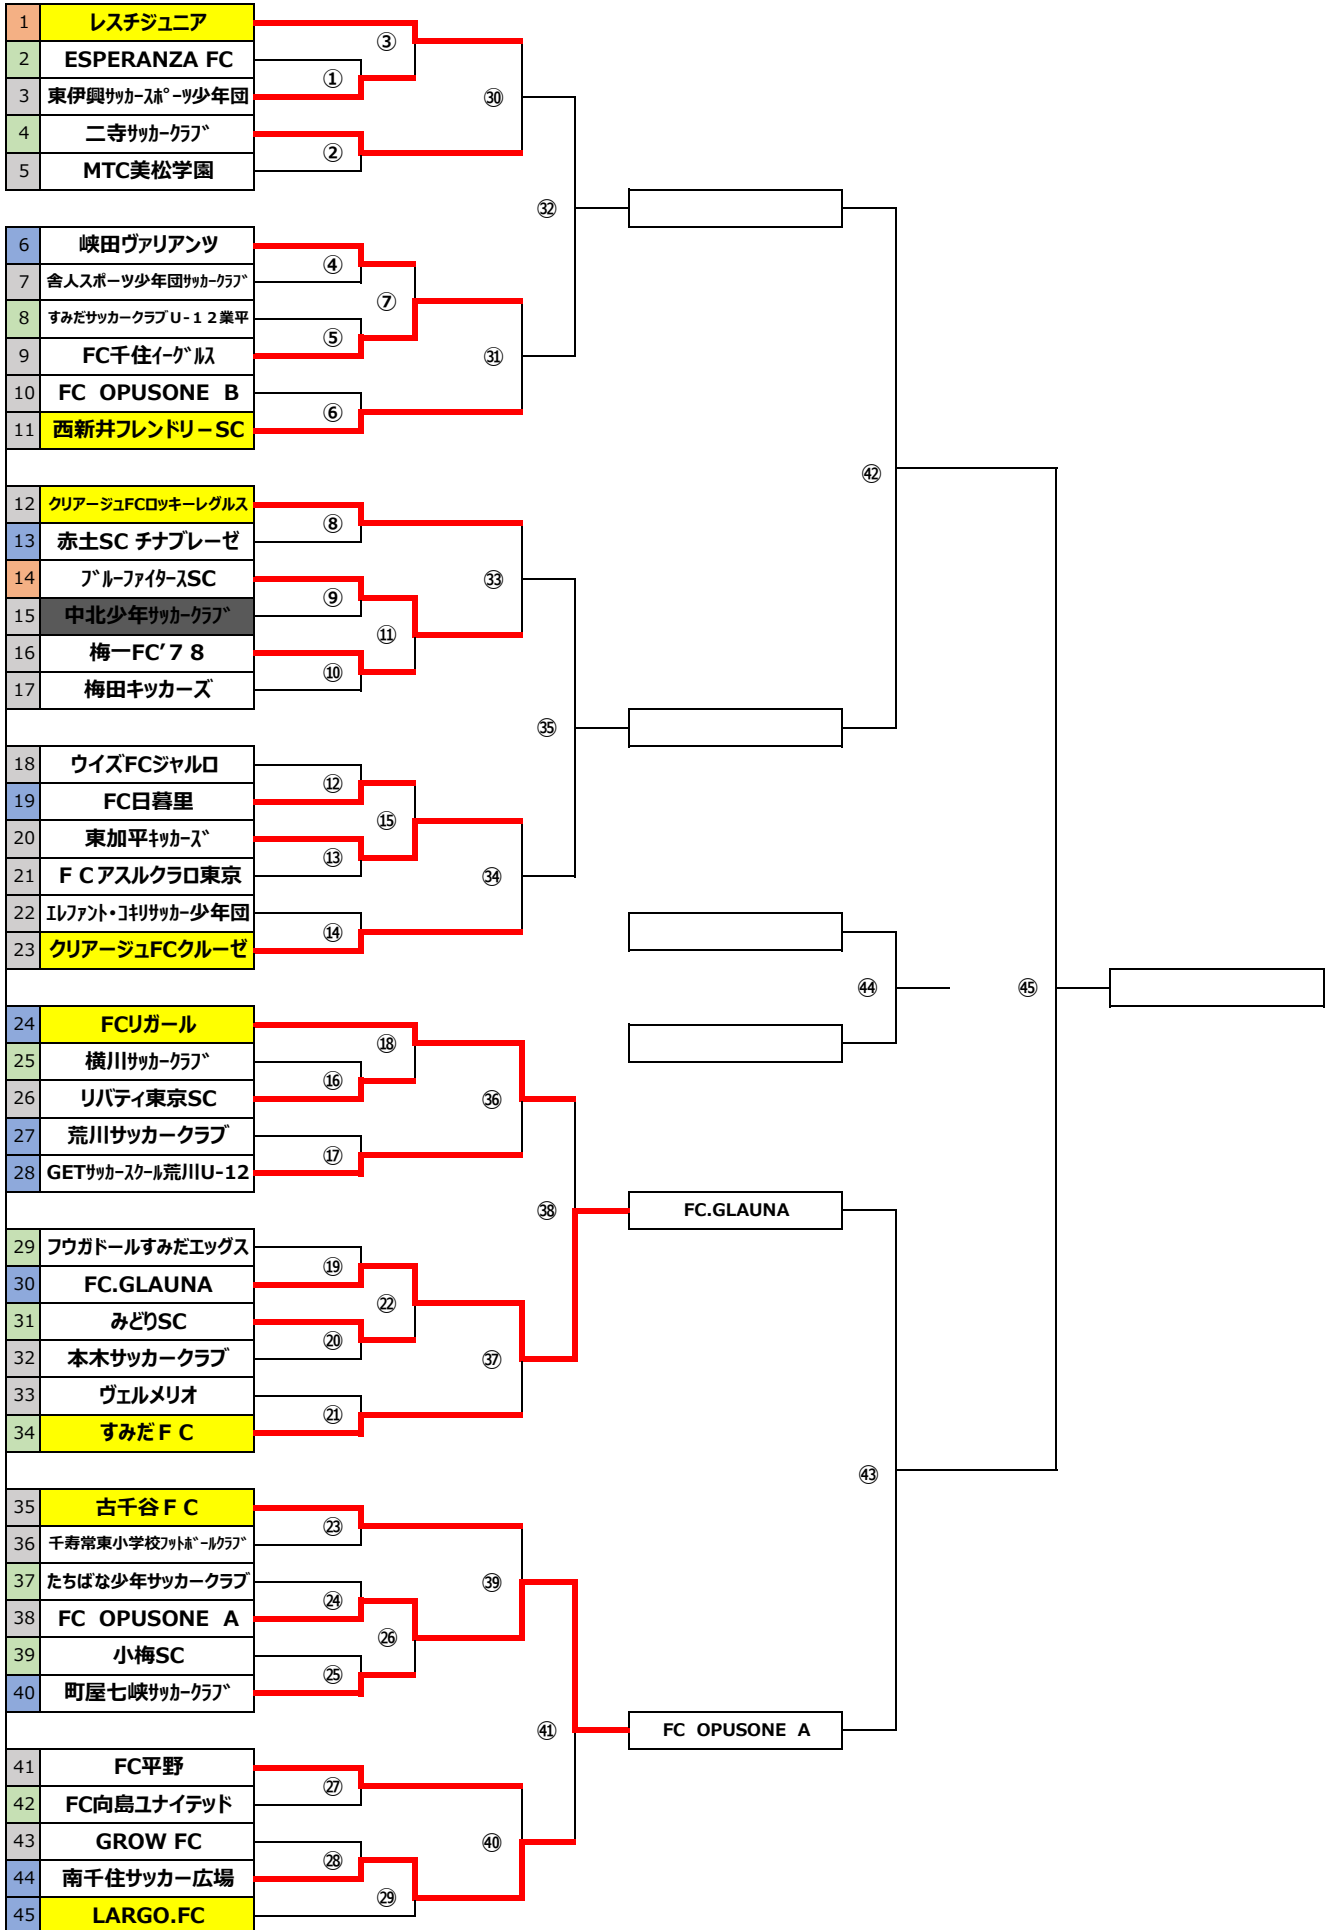 1 レスチジュニア
③
2 ESPERANZA FC
①
3 東伊興ｻｯｶｰｽﾎﾟｰﾂ少年団
㉚
4 二寺ｻｯｶｰｸﾗﾌﾞ
②
5 MTC美松学園
㉜
6 峡田ヴァリアンツ
④
7 舎人スポーツ少年団ｻｯｶｰｸﾗﾌﾞ
⑦
8 すみだサッカークラブU-１２業平
⑤
9 FC千住ｲｰｸﾞﾙｽ
㉛
10 FC OPUSONE B
⑥
11 西新井フレンドリーSC
㊷
12 クリアージュFCロッキーレグルス
⑧
13 赤土SC チナブレーゼ
14 ﾌﾞﾙｰﾌｧｲﾀｰｽSC
㉝
⑨
15 中北少年ｻｯｶｰｸﾗﾌﾞ
⑪
16 梅一FC’７８
⑩
17 梅田キッカーズ
㉟
18 ウイズFCジャルロ
⑫
19 FC日暮里
⑮
20 東加平ｷｯｶｰｽﾞ
⑬
21 ＦＣアスルクラロ東京
㉞
22 ｴﾚﾌｧﾝﾄ・ｺｷﾘｻｯｶｰ少年団
⑭
23 クリアージュFCクルーゼ
㊹
㊺
24 FCリガール
⑱
25 横川ｻｯｶｰｸﾗﾌﾞ
⑯
26 リバティ東京SC
㊱
27 荒川サッカークラブ
⑰
28 GETｻｯｶｰｽｸｰﾙ荒川U-12
㊳
FC.GLAUNA
29 フウガドールすみだエッグス
⑲
30 FC.GLAUNA
㉒
31 みどりSC
⑳
32 本木サッカークラブ
㊲
33 ヴェルメリオ
㉑
34 すみだＦＣ
㊸
35 古千谷ＦＣ
㉓
36 千寿常東小学校ﾌｯﾄﾎﾞｰﾙｸﾗﾌﾞ
37 たちばな少年サッカークラブ
㊴
㉔
38 FC OPUSONE A
㉖
39 小梅SC
㉕
40 町屋七峡ｻｯｶｰｸﾗﾌﾞ
㊶
FC OPUSONE A
41 FC平野
㉗
42 FC向島ユナイテッド
43 GROW FC
㊵
㉘
44 南千住サッカー広場
㉙
45 LARGO.FC